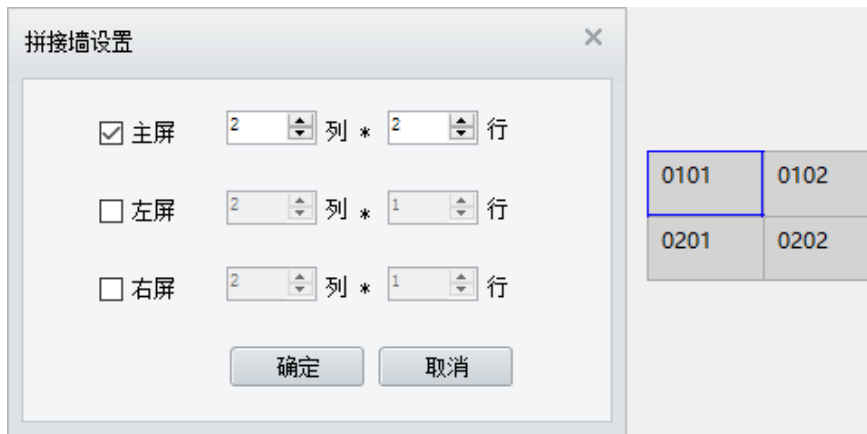 拼接墙设置
主屏 2 列 * 2 行
左屏 2 列 * 1 行
右屏 2 列 * 1 行
确定 取消
0101 0102
0201 0202